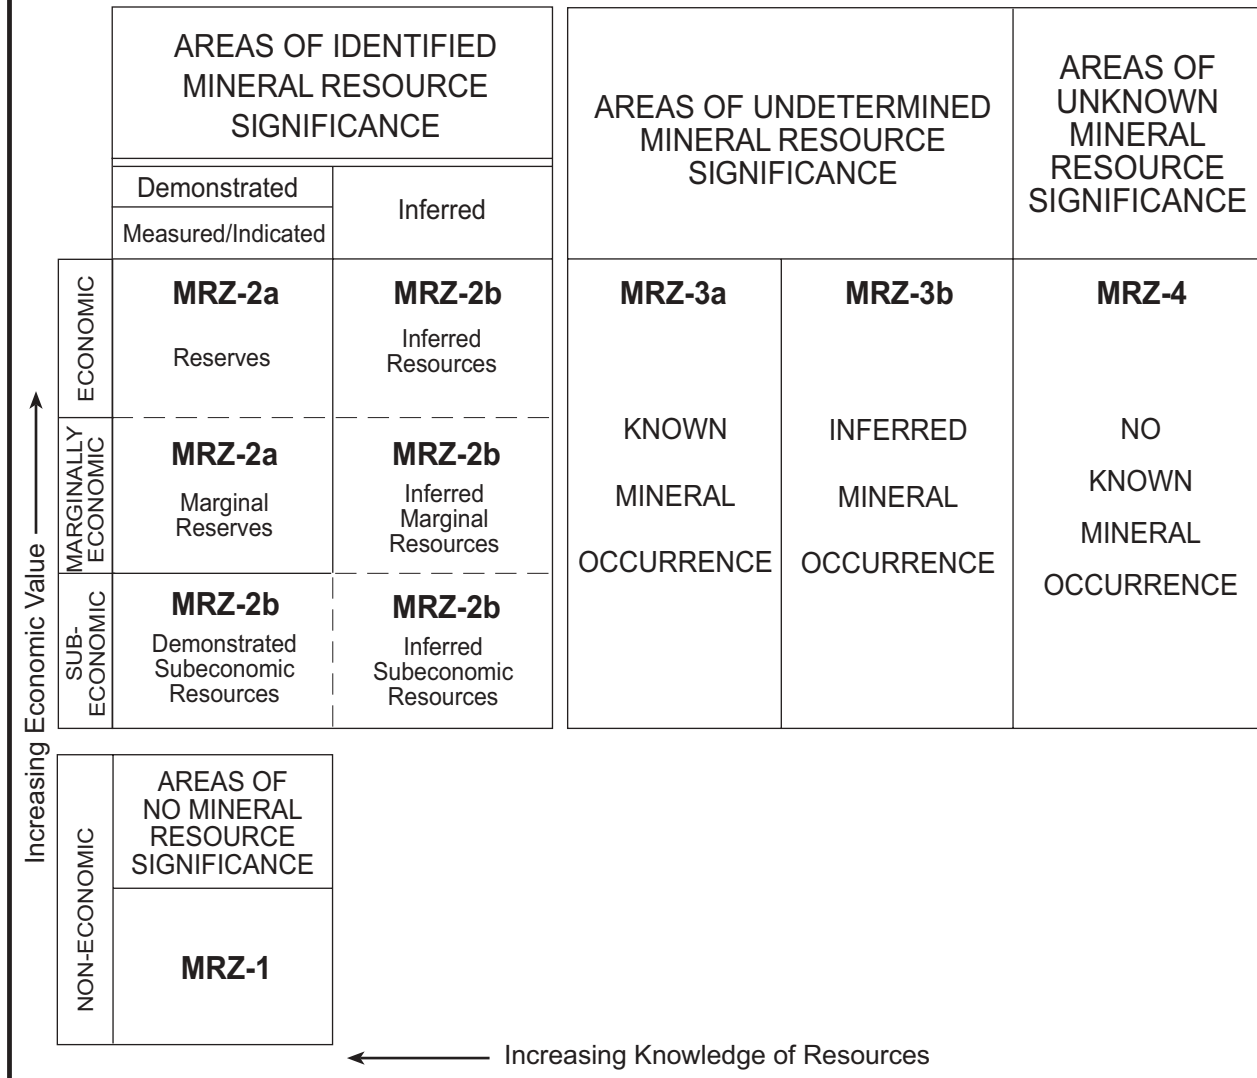 AREAS OF IDENTIFIED
MINERAL RESOURCE
SIGNIFICANCE
Demonstrated
Measured/Indicated
Inferred
AREAS OF UNDETERMINED
MINERAL RESOURCE
SIGNIFICANCE
AREAS OF
UNKNOWN
MINERAL
RESOURCE
SIGNIFICANCE
ECONOMIC
MRZ-2a
Reserves
MRZ-2b
Inferred
Resources
MARGINALLY
ECONOMIC
MRZ-2a
Marginal
Reserves
MRZ-2b
Inferred
Marginal
Resources
SUB-
ECONOMIC
MRZ-2b
Demonstrated
Subeconomic
Resources
MRZ-2b
Inferred
Subeconomic
Resources
MRZ-3a
KNOWN
MINERAL
OCCURRENCE
MRZ-3b
INFERRED
MINERAL
OCCURRENCE
MRZ-4
NO
KNOWN
MINERAL
OCCURRENCE
Increasing Economic Value
NON-ECONOMIC
AREAS OF
NO MINERAL
RESOURCE
SIGNIFICANCE
MRZ-1
Increasing Knowledge of Resources